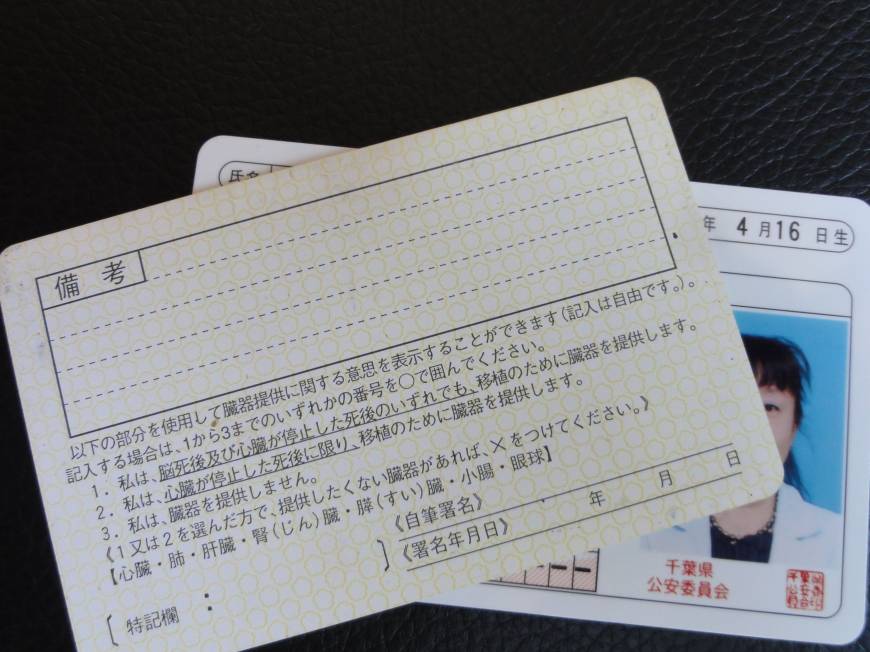 備考
以下の部分を使用して臓器提供に関する意思を表示することができます(記入は自由です。)。
記入する場合は、1から3までのいずれかの番号を○で囲んでください。
1. 私は、脳死後及び心臓が停止した死後のいずれでも、移植のために臓器を提供します。
2. 私は、心臓が停止した死後に限り、移植のために臓器を提供します。
3. 私は、臓器を提供しません。
《1又は2を選んだ方で、提供したくない臓器があれば、×をつけてください。》
【心臓・肺・肝臓・腎(じん)臓・膵(すい)臓・小腸・眼球】
〔特記欄:
〕
《自筆署名》
《署名年月日》 年 月 日
氏名
年 4月16日生
千葉県
公安委員会